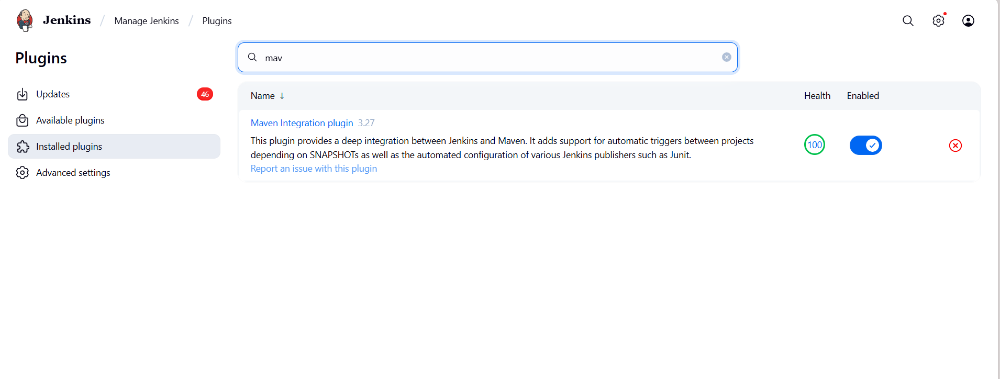 Jenkins / Manage Jenkins / Plugins
Plugins
mav
Updates 46
Available plugins
Installed plugins
Advanced settings
Name ↓ Health Enabled
Maven Integration plugin 3.27
This plugin provides a deep integration between Jenkins and Maven. It adds support for automatic triggers between projects
depending on SNAPSHOTs as well as the automated configuration of various Jenkins publishers such as Junit.
Report an issue with this plugin
100